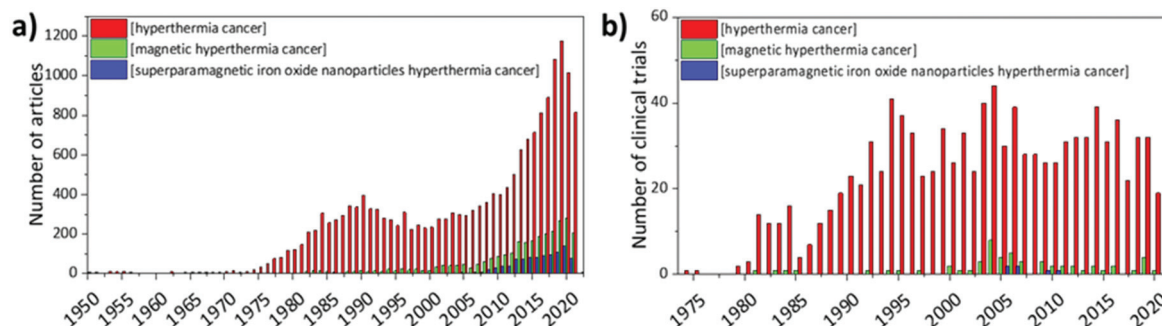 a)
[hyperthermia cancer]
[magnetic hyperthermia cancer]
[superparamagnetic iron oxide nanoparticles hyperthermia cancer]
Number of articles
1200
1000
800
600
400
200
0
1950 1955 1960 1965 1970 1975 1980 1985 1990 1995 2000 2005 2010 2015 2020
b)
[hyperthermia cancer]
[magnetic hyperthermia cancer]
[superparamagnetic iron oxide nanoparticles hyperthermia cancer]
Number of clinical trials
60
40
20
0
1975 1980 1985 1990 1995 2000 2005 2010 2015 2020